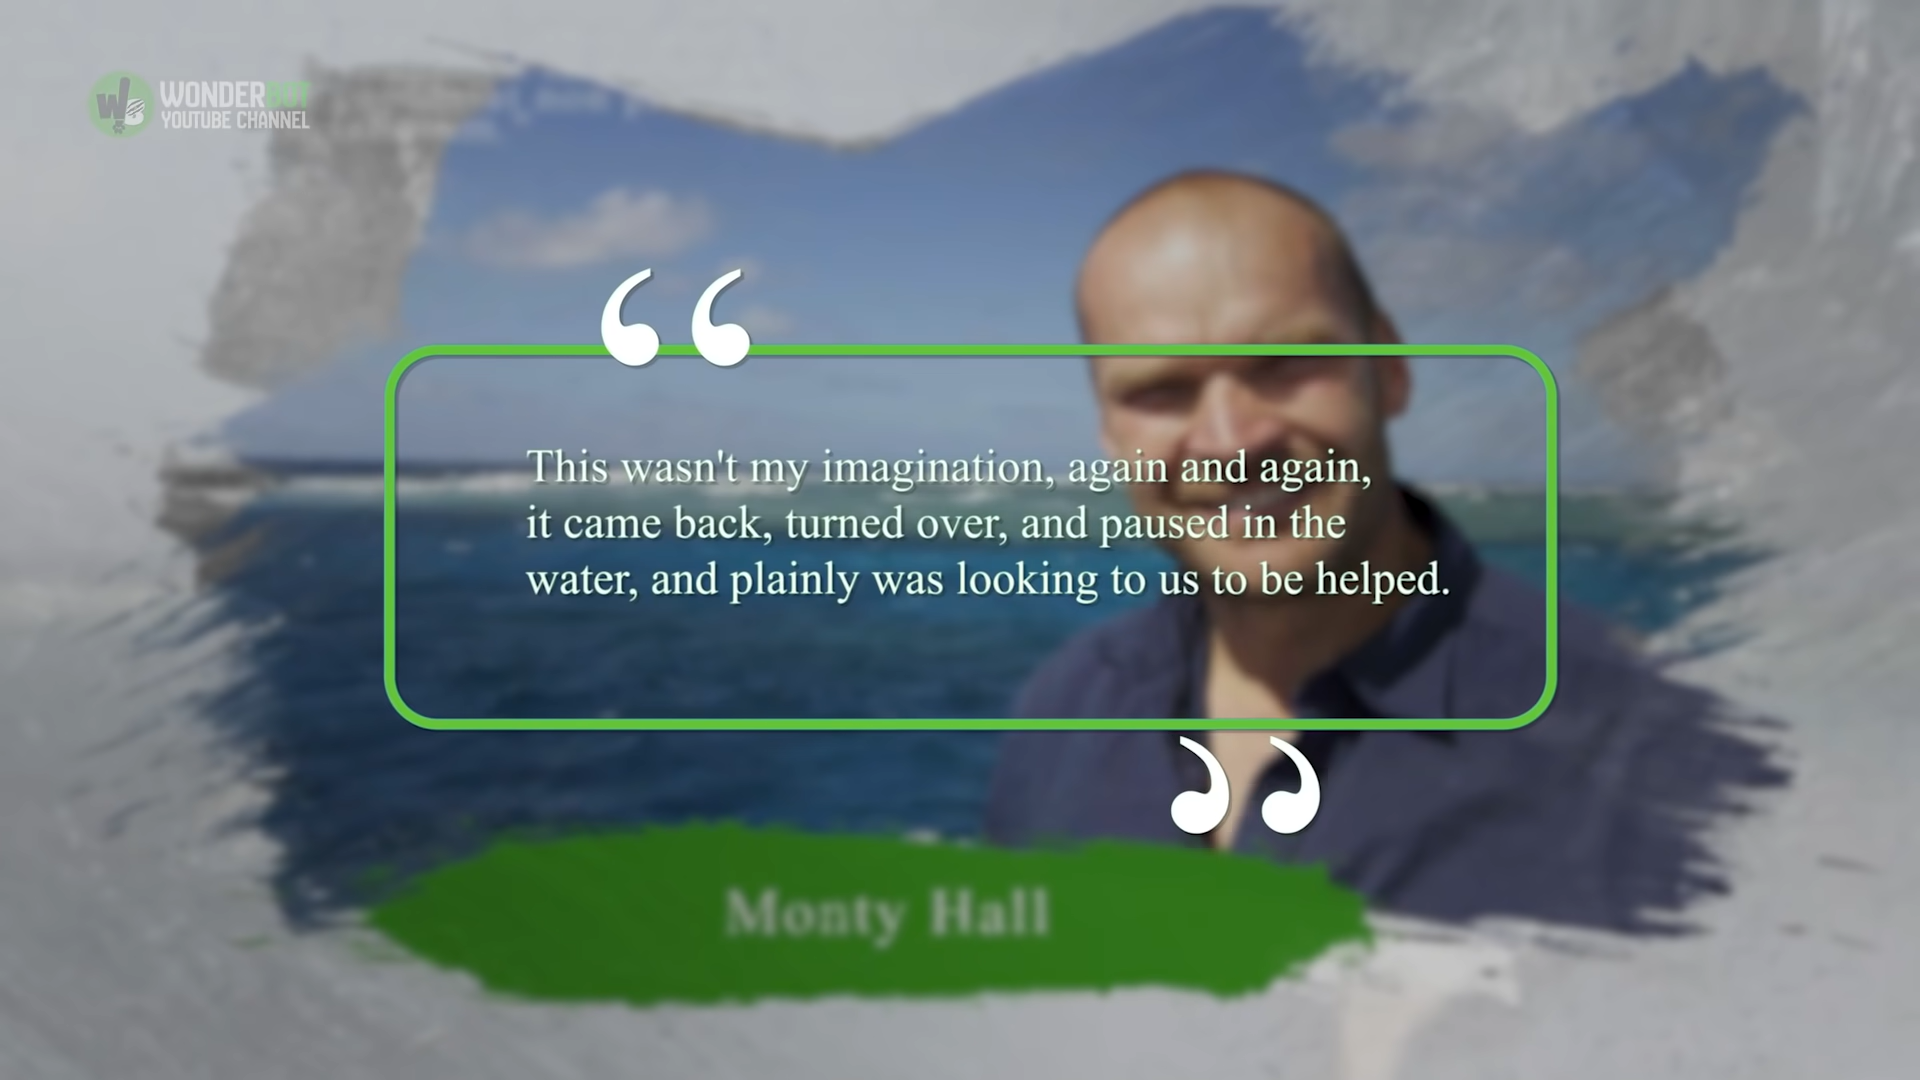 WONDERBOT
YOUTUBE CHANNEL
This wasn't my imagination, again and again,
it came back, turned over, and paused in the
water, and plainly was looking to us to be helped.
Monty Hall